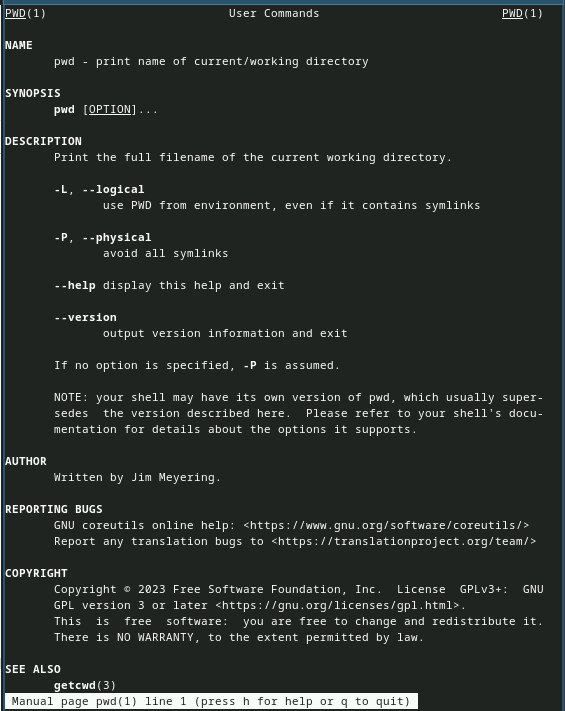 PWD(1) User Commands PWD(1)
NAME
pwd - print name of current/working directory
SYNOPSIS
pwd [OPTION]...
DESCRIPTION
Print the full filename of the current working directory.
-L, --logical
use PWD from environment, even if it contains symlinks
-P, --physical
avoid all symlinks
--help display this help and exit
--version
output version information and exit
If no option is specified, -P is assumed.
NOTE: your shell may have its own version of pwd, which usually super-
sedes the version described here. Please refer to your shell's docu-
mentation for details about the options it supports.
AUTHOR
Written by Jim Meyering.
REPORTING BUGS
GNU coreutils online help: <https://www.gnu.org/software/coreutils/>
Report any translation bugs to <https://translationproject.org/team/>
COPYRIGHT
Copyright © 2023 Free Software Foundation, Inc. License GPLv3+: GNU
GPL version 3 or later <https://gnu.org/licenses/gpl.html>.
This is free software: you are free to change and redistribute it.
There is NO WARRANTY, to the extent permitted by law.
SEE ALSO
getcwd(3)
Manual page pwd(1) line 1 (press h for help or q to quit)